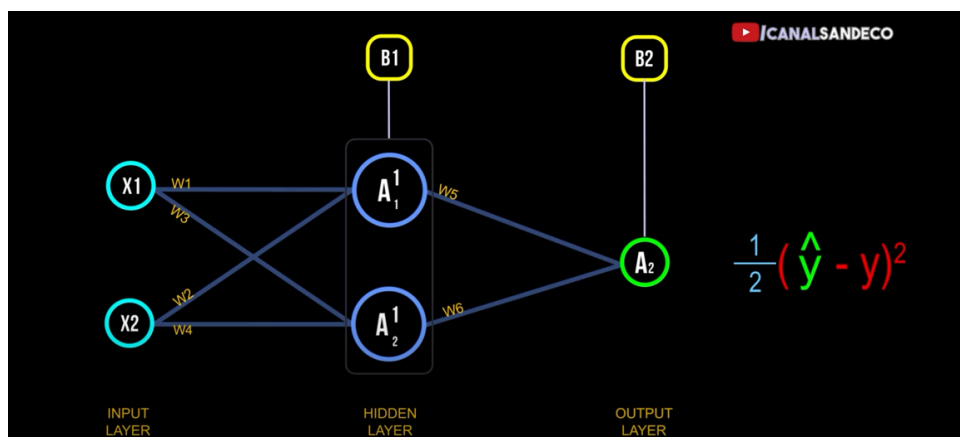 /CANALSANDECO
B1
B2
X1
W1
W3
A¹₁
W5
A₂
1/2(ŷ - y)²
W2
X2
W4
A¹₂
W6
INPUT
LAYER
HIDDEN
LAYER
OUTPUT
LAYER